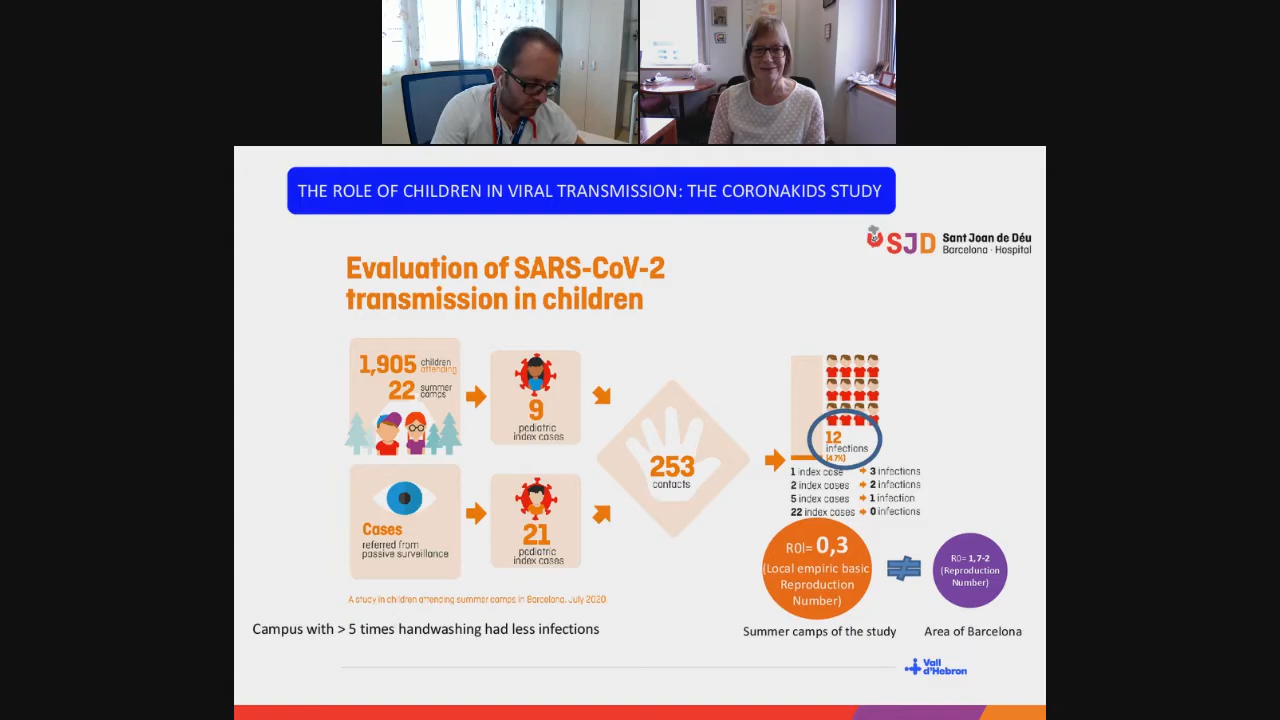 THE ROLE OF CHILDREN IN VIRAL TRANSMISSION: THE CORONAKIDS STUDY
SJD Sant Joan de Déu
Barcelona · Hospital
Evaluation of SARS-CoV-2
transmission in children
1,905 children attending
22 summer camps
9
pediatric
index cases
Cases
referred from
passive surveillance
21
pediatric
index cases
253
contacts
12
infections
(4.7%)
1 index case 3 infections
2 index cases 2 infections
5 index cases 1 infection
22 index cases 0 infections
R0l= 0,3
(Local empiric basic
Reproduction
Number)
R0= 1,7-2
(Reproduction
Number)
A study in children attending summer camps in Barcelona. July 2020
Campus with > 5 times handwashing had less infections
Summer camps of the study
Area of Barcelona
Vall
d'Hebron